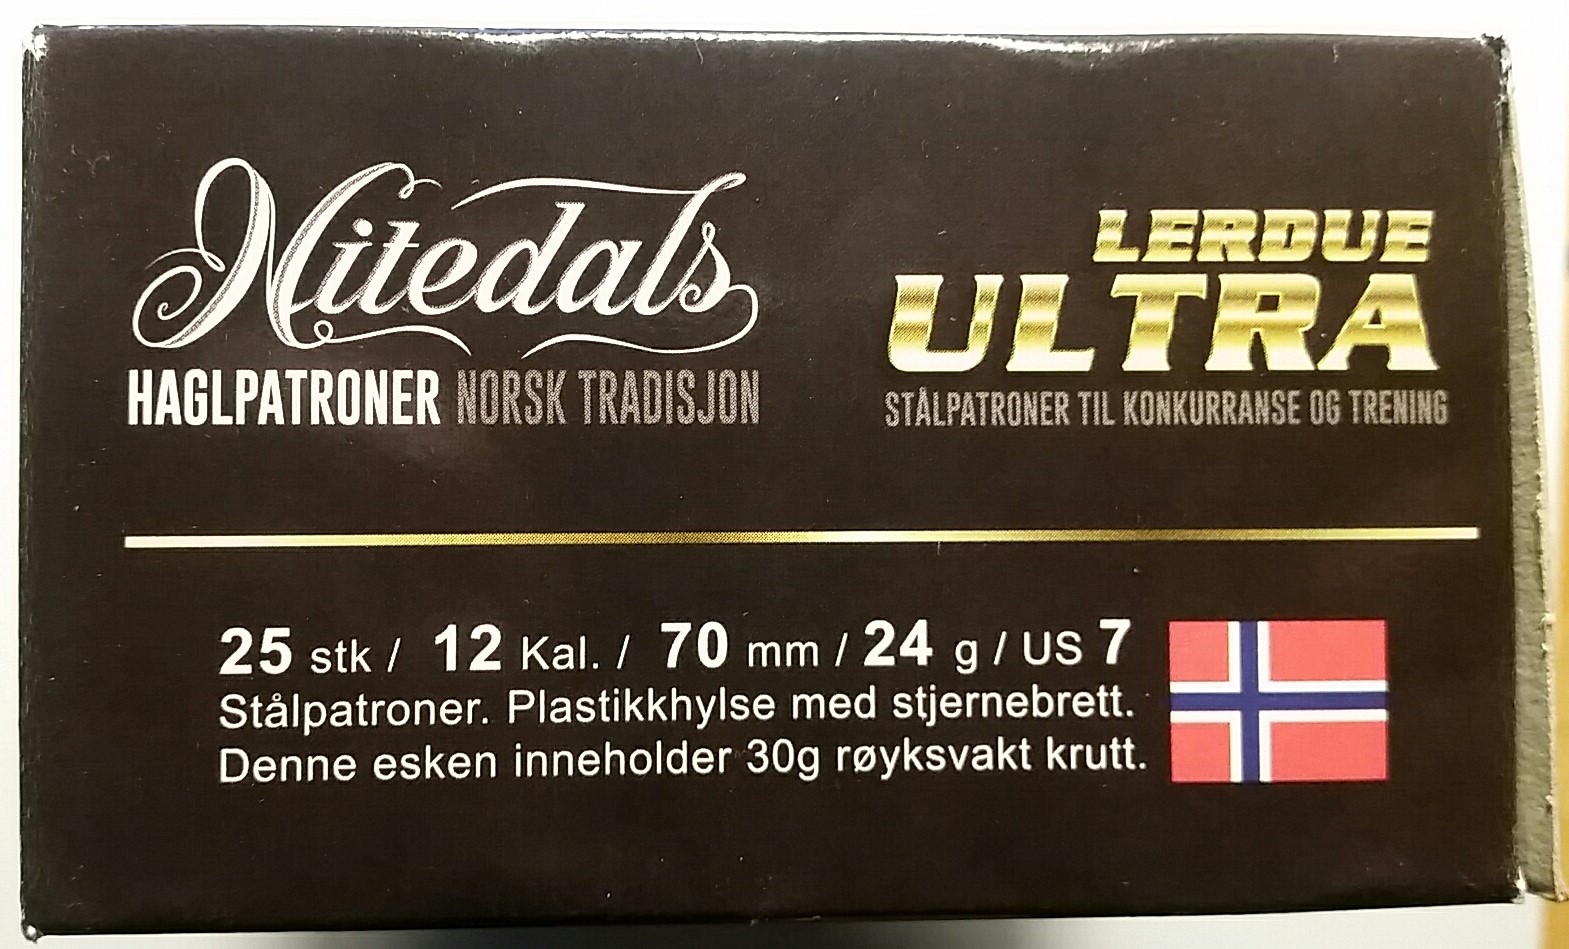 Nitedals
HAGLPATRONER NORSK TRADISJON
LERDUE
ULTRA
STÅLPATRONER TIL KONKURRANSE OG TRENING
25 stk / 12 Kal. / 70 mm / 24 g / US 7
Stålpatroner. Plastikkhylse med stjernebrett.
Denne esken inneholder 30g røyksvakt krutt.